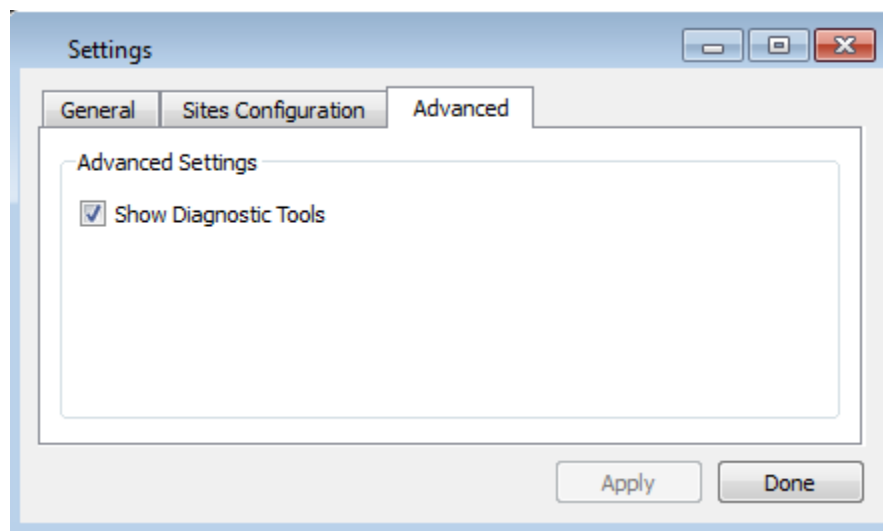 Settings
General Sites Configuration Advanced
Advanced Settings
Show Diagnostic Tools
Apply Done